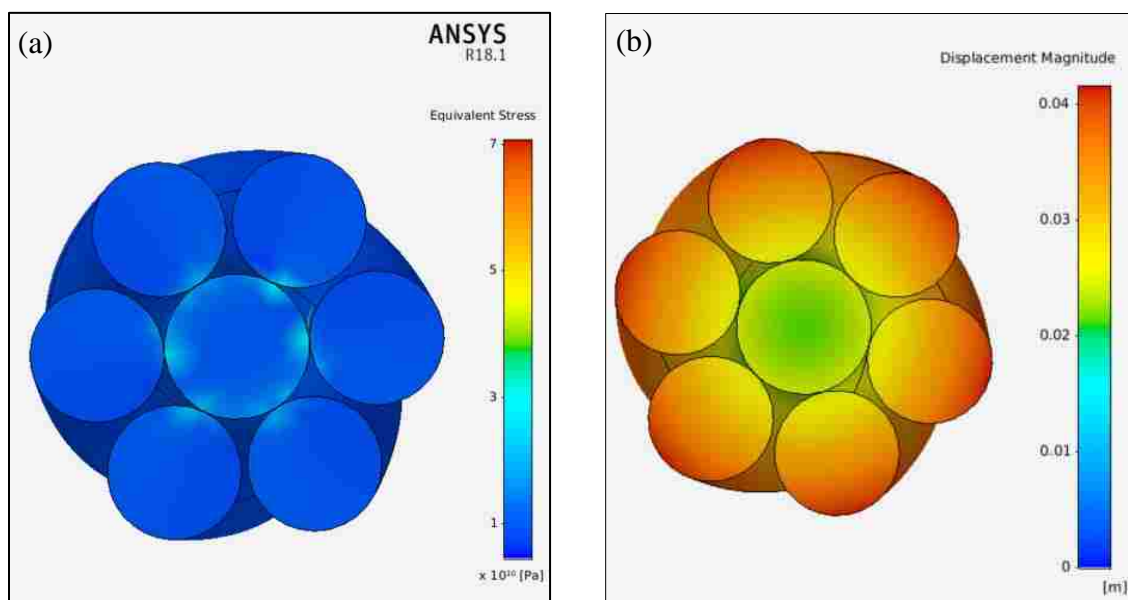 (a)
ANSYS
R18.1
Equivalent Stress
7
5
3
1
x 10¹⁰ [Pa]
(b)
Displacement Magnitude
0.04
0.03
0.02
0.01
0
[m]